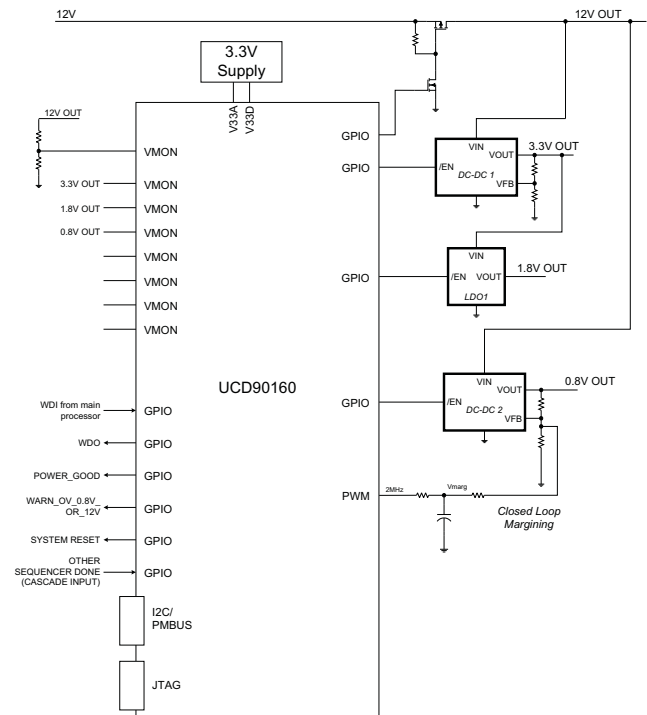 12V
12V OUT
3.3V
Supply
V33A
V33D
12V OUT
GPIO
VMON
GPIO
VIN
VOUT
3.3V OUT
/EN
DC-DC 1
VFB
3.3V OUT
VMON
1.8V OUT
VMON
0.8V OUT
VMON
VMON
VIN
GPIO
/EN
VOUT
1.8V OUT
LDO1
VMON
VMON
VMON
UCD90160
VIN
VOUT
0.8V OUT
GPIO
/EN
DC-DC 2
VFB
WDI from main
processor
GPIO
WDO
GPIO
POWER_GOOD
GPIO
WARN_OV_0.8V_
OR_12V
GPIO
SYSTEM RESET
GPIO
OTHER
SEQUENCER DONE
(CASCADE INPUT)
GPIO
PWM
2MHz
Vmarg
Closed Loop
Margining
I2C/
PMBUS
JTAG